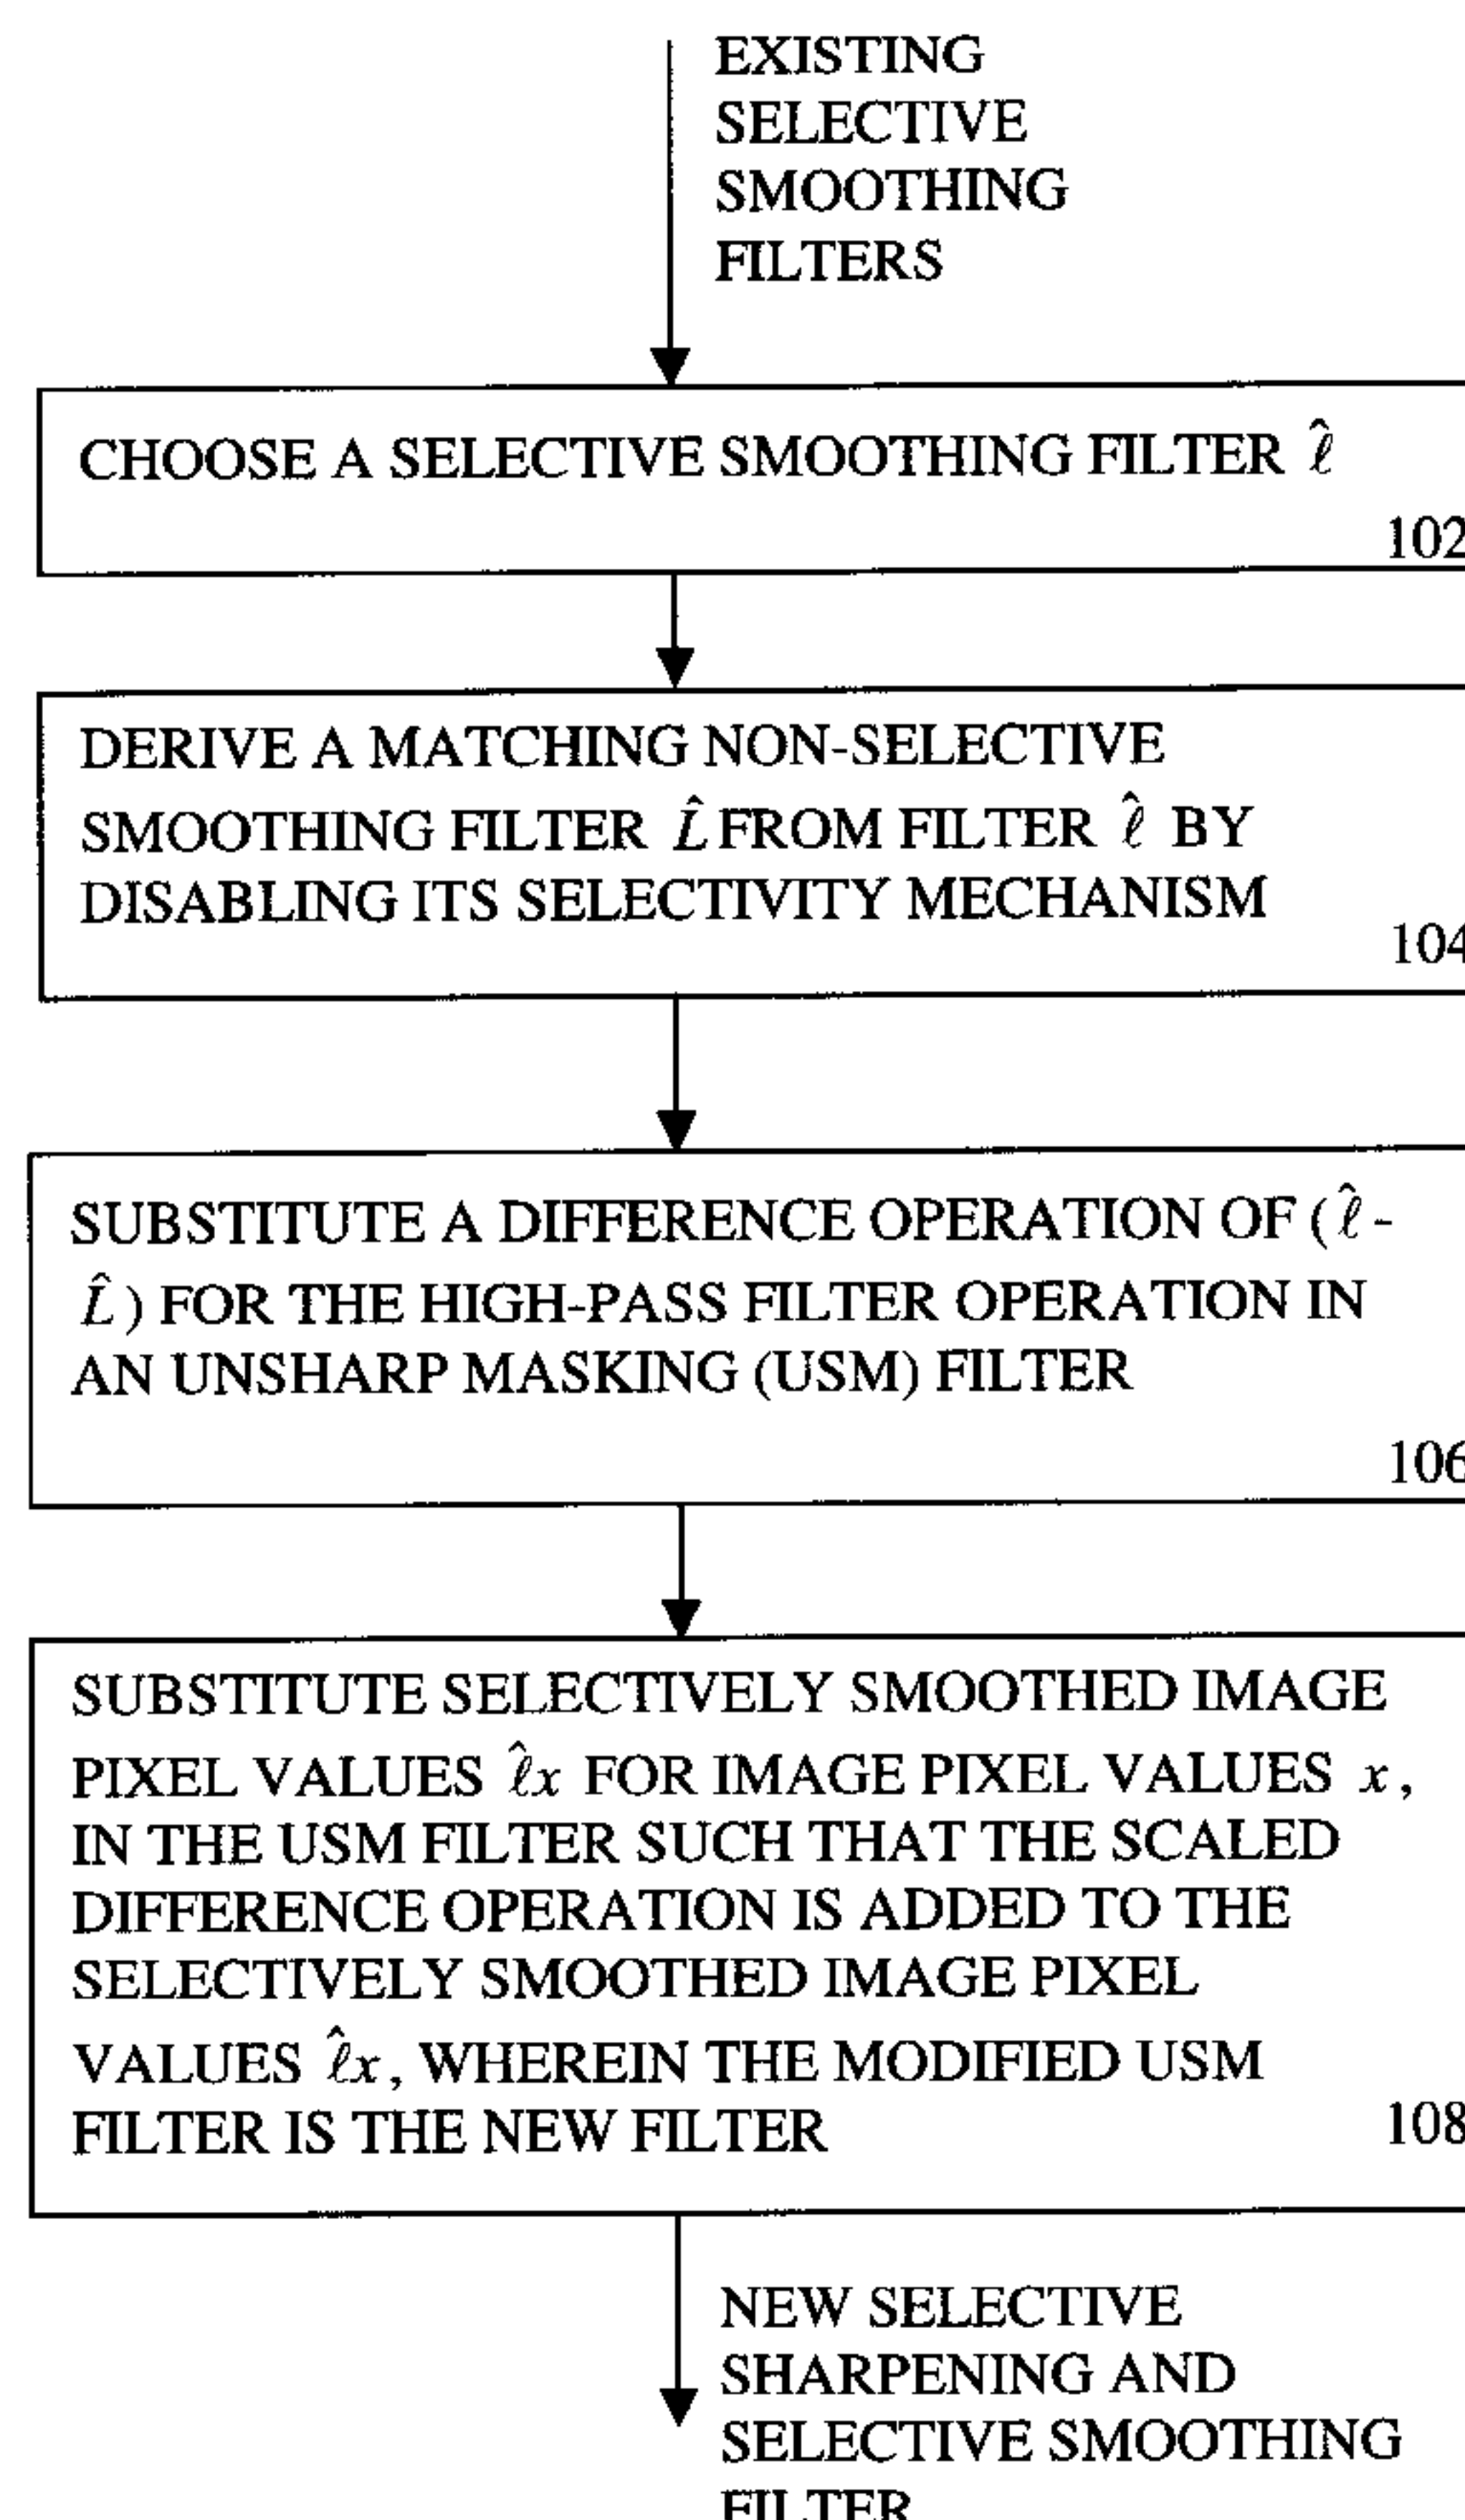 EXISTING
SELECTIVE
SMOOTHING
FILTERS
CHOOSE A SELECTIVE SMOOTHING FILTER ℓ̂
102
DERIVE A MATCHING NON-SELECTIVE
SMOOTHING FILTER L̂ FROM FILTER ℓ̂ BY
DISABLING ITS SELECTIVITY MECHANISM
104
SUBSTITUTE A DIFFERENCE OPERATION OF ( ℓ̂ -
L̂ ) FOR THE HIGH-PASS FILTER OPERATION IN
AN UNSHARP MASKING (USM) FILTER
106
SUBSTITUTE SELECTIVELY SMOOTHED IMAGE
PIXEL VALUES ℓ̂x FOR IMAGE PIXEL VALUES x,
IN THE USM FILTER SUCH THAT THE SCALED
DIFFERENCE OPERATION IS ADDED TO THE
SELECTIVELY SMOOTHED IMAGE PIXEL
VALUES ℓ̂x, WHEREIN THE MODIFIED USM
FILTER IS THE NEW FILTER
108
NEW SELECTIVE
SHARPENING AND
SELECTIVE SMOOTHING
FILTER